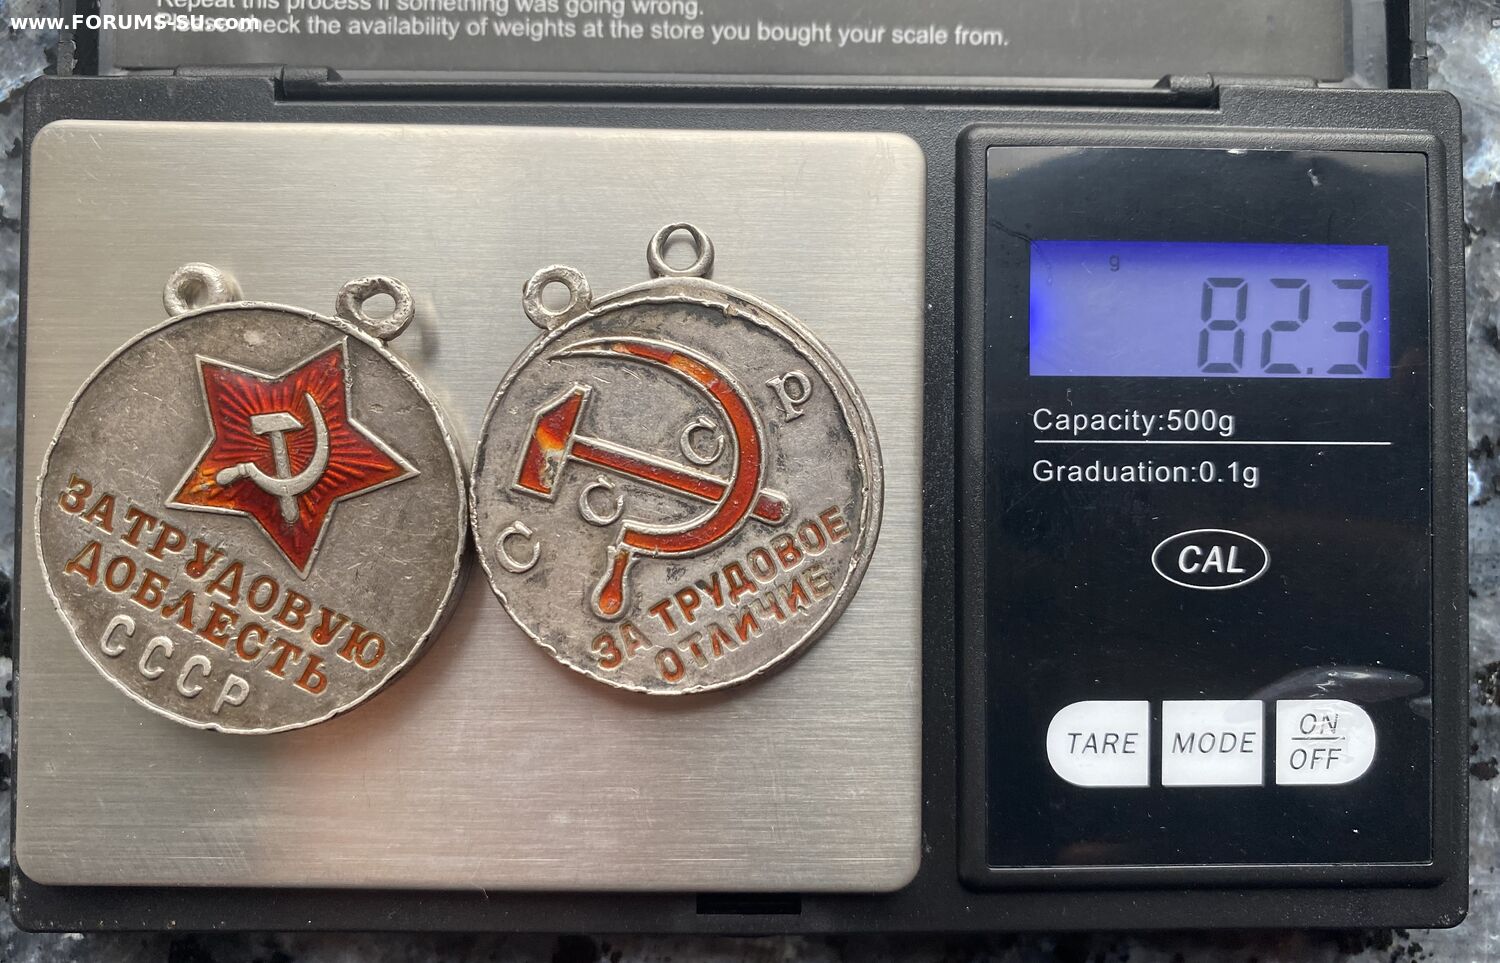 Repeat this process if something was going wrong.
www.FORUMS-SU.com
Please check the availability of weights at the store you bought your scale from.
g
82.3
Capacity:500g
Graduation:0.1g
CAL
TARE
MODE
ON
OFF
ЗА ТРУДОВУЮ
ДОБЛЕСТЬ
СССР
С С С Р
ЗА ТРУДОВОЕ
ОТЛИЧИЕ